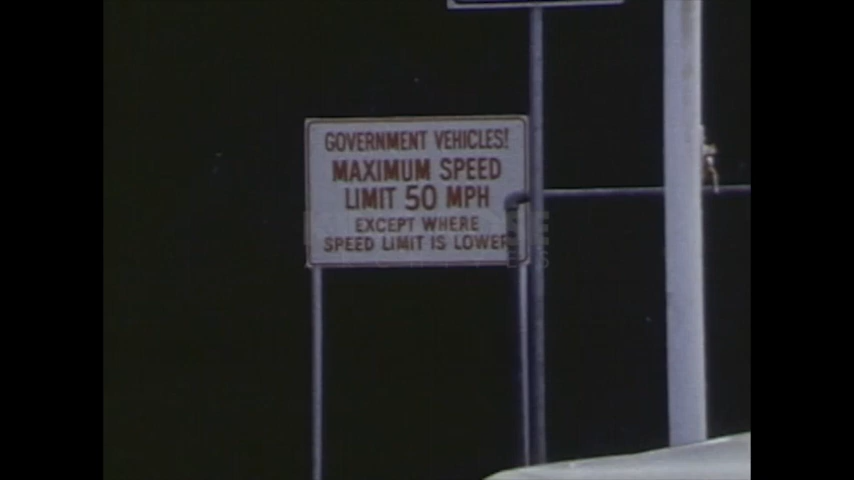 GOVERNMENT VEHICLES!
MAXIMUM SPEED
LIMIT 50 MPH
EXCEPT WHERE
SPEED LIMIT IS LOWER